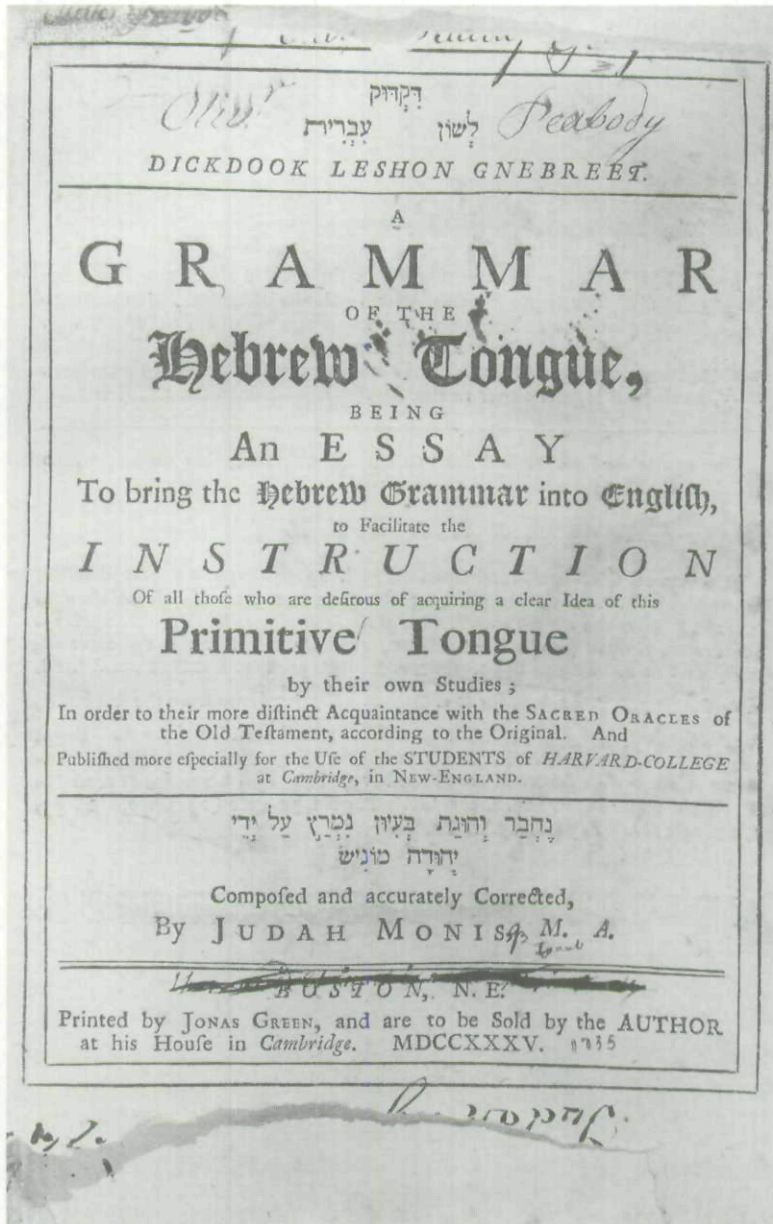 דִּקְדּוּק
Oliv.r לְשׁוֹן עִבְרִית Peabody
DICKDOOK LESHON GNEBREET.
A
GRAMMAR
OF THE
Hebrew Tongue,
BEING
An ESSAY
To bring the Hebrew Grammar into Engliſh,
to Facilitate the
INSTRUCTION
Of all thoſe who are deſirous of acquiring a clear Idea of this
Primitive Tongue
by their own Studies;
In order to their more diſtinct Acquaintance with the SACRED ORACLES of
the Old Teſtament, according to the Original. And
Publiſhed more eſpecially for the Uſe of the STUDENTS of HARVARD-COLLEGE
at Cambridge, in NEW-ENGLAND.
נֶחְבַּר וְהוּגַת בְּעִיּוּן נִמְרָץ עַל יְדֵי
יְהוּדָה מוֹנִישׁ
Compoſed and accurately Corrected,
By JUDAH MONIS, M. A.
BOSTON, N. E.
Printed by JONAS GREEN, and are to be Sold by the AUTHOR
at his Houſe in Cambridge. MDCCXXXV. 1735